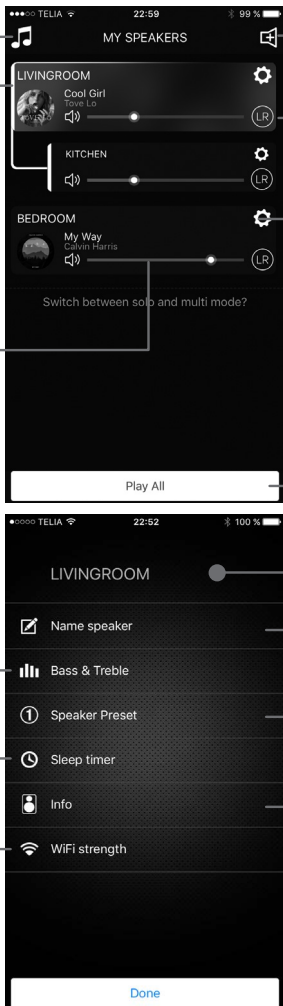 ●●●○○ TELIA 22:59 99 %
MY SPEAKERS
LIVINGROOM
Cool Girl
Tove Lo
LR
KITCHEN
LR
BEDROOM
My Way
Calvin Harris
LR
Switch between solo and multi mode?
Play All
●○○○○ TELIA 22:52 100 %
LIVINGROOM
Name speaker
Bass & Treble
1 Speaker Preset
Sleep timer
Info
WiFi strength
Done